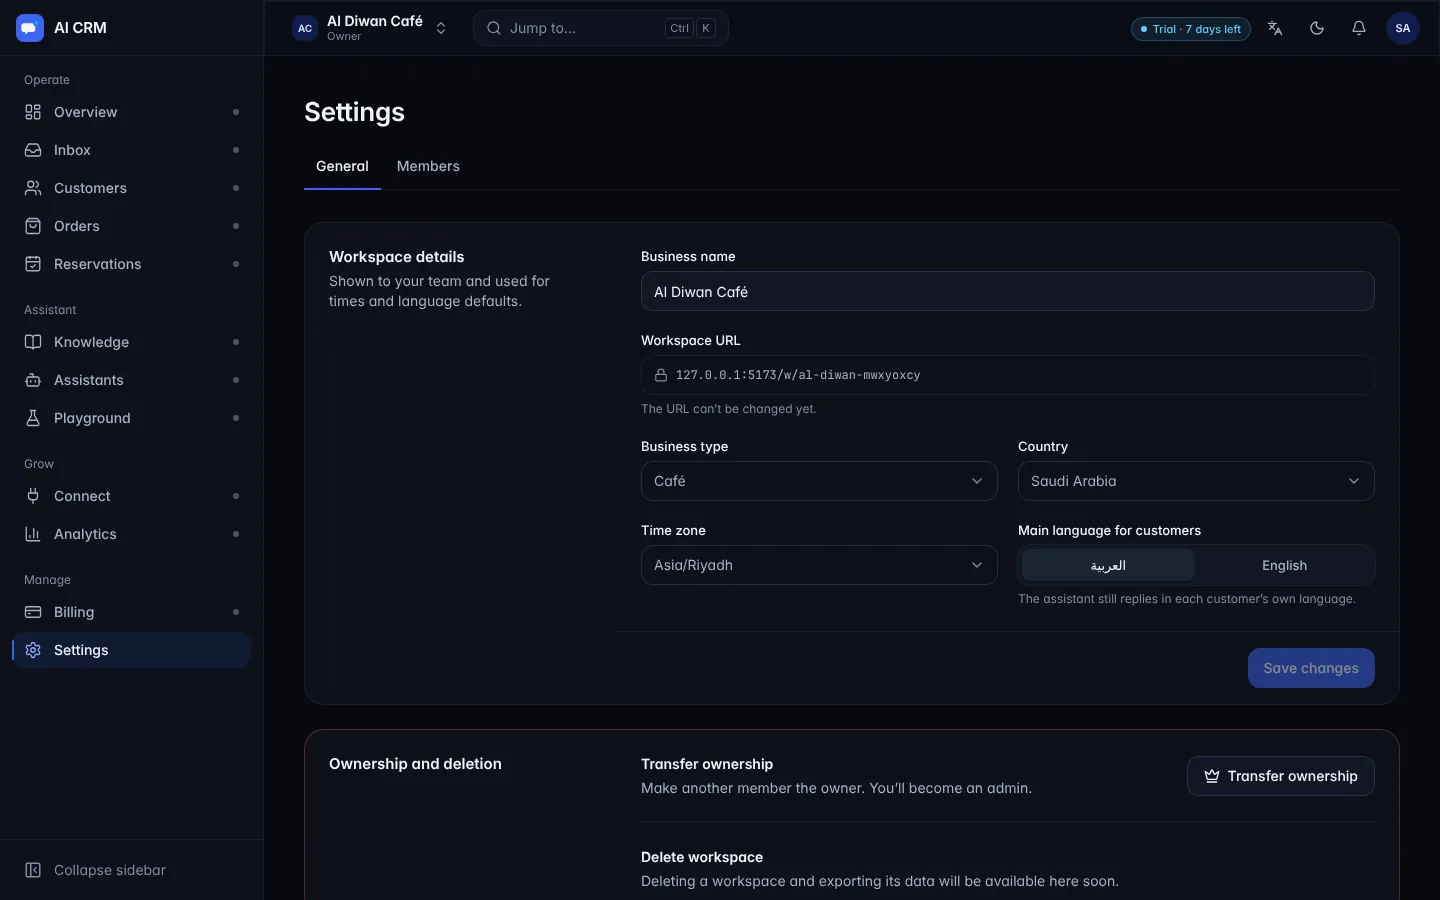 AI CRM
AC
Al Diwan Café
Owner
Jump to...
Ctrl K
Trial · 7 days left
SA
Operate
Overview
Inbox
Customers
Orders
Reservations
Assistant
Knowledge
Assistants
Playground
Grow
Connect
Analytics
Manage
Billing
Settings
Collapse sidebar
Settings
General Members
Workspace details
Shown to your team and used for
times and language defaults.
Business name
Al Diwan Café
Workspace URL
127.0.0.1:5173/w/al-diwan-mwxyoxcy
The URL can't be changed yet.
Business type
Café
Country
Saudi Arabia
Time zone
Asia/Riyadh
Main language for customers
العربية English
The assistant still replies in each customer's own language.
Save changes
Ownership and deletion
Transfer ownership
Make another member the owner. You'll become an admin.
Transfer ownership
Delete workspace
Deleting a workspace and exporting its data will be available here soon.